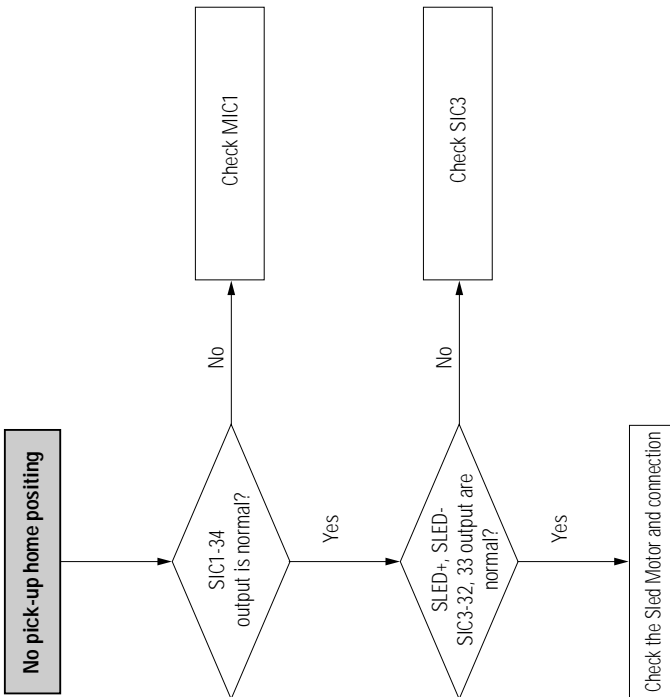 No pick-up home positing
SIC1-34
output is normal?
No
Check MIC1
Yes
SLED+, SLED-
SIC3-32, 33 output are
normal?
No
Check SIC3
Yes
Check the Sled Motor and connection